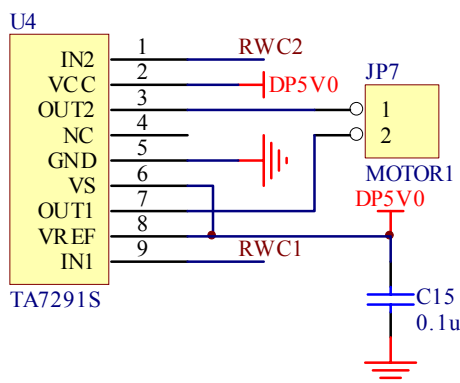 U4
IN2 1 RWC2
VCC 2 DP5V0
OUT2 3
NC 4
GND 5
VS 6
OUT1 7
VREF 8
IN1 9 RWC1
TA7291S
JP7
1
2
MOTOR1
DP5V0
C15
0.1u